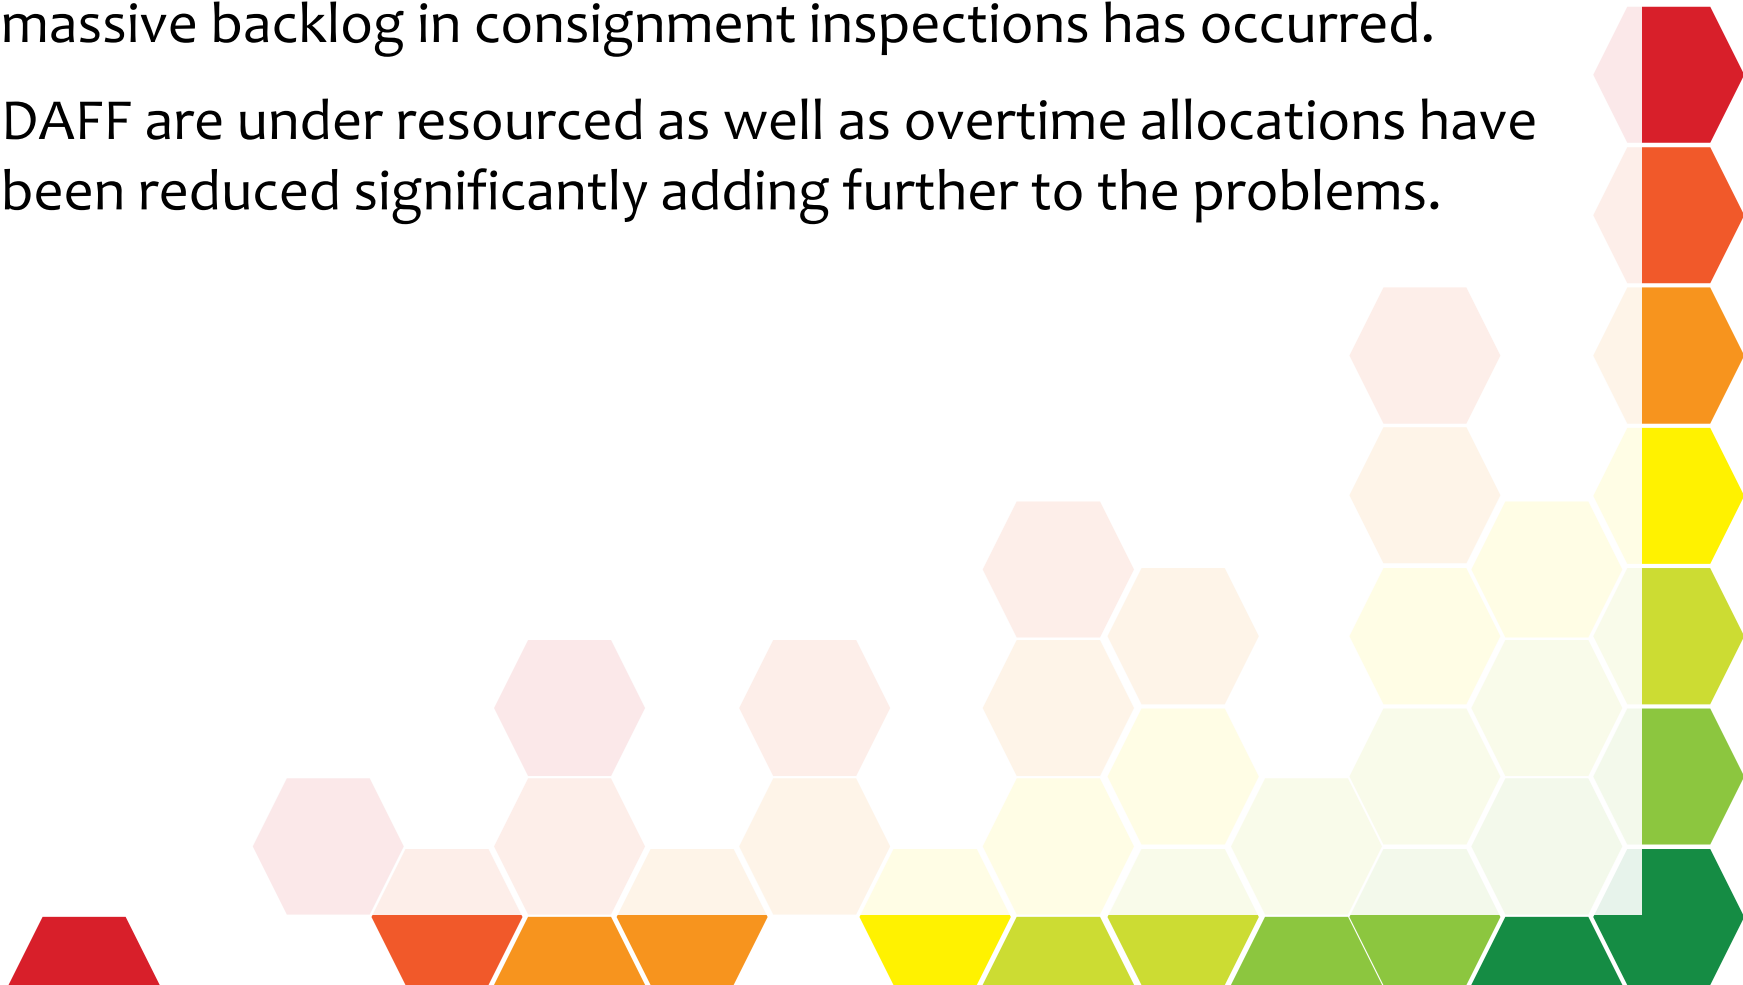 massive backlog in consignment inspections has occurred.
DAFF are under resourced as well as overtime allocations have
been reduced significantly adding further to the problems.